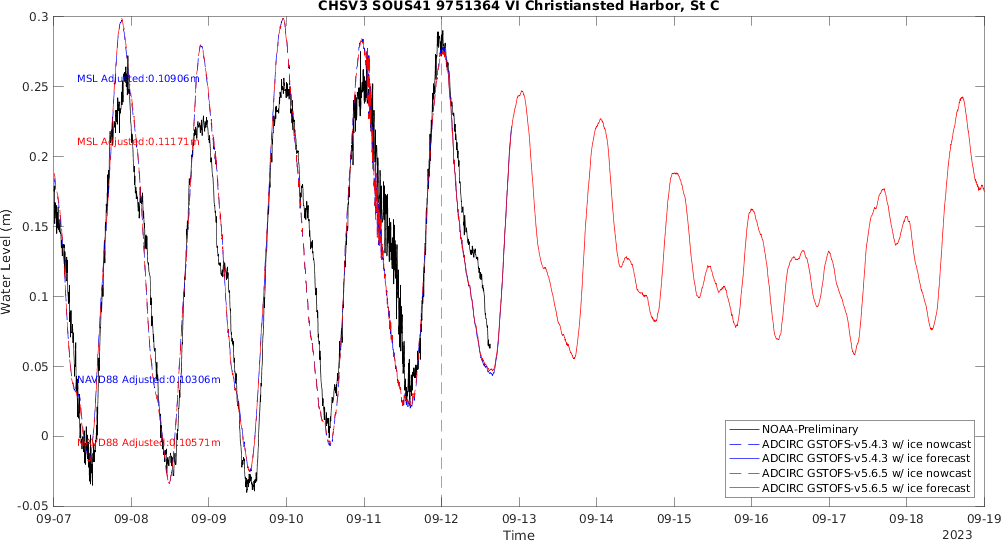 CHSV3 SOUS41 9751364 VI Christiansted Harbor, St C
0.3
0.25
0.2
0.15
0.1
0.05
0
-0.05
Water Level (m)
MSL Adjusted:0.10906m
MSL Adjusted:0.11171m
NAVD88 Adjusted:0.10306m
NAVD88 Adjusted:0.10571m
NOAA-Preliminary
ADCIRC GSTOFS-v5.4.3 w/ ice nowcast
ADCIRC GSTOFS-v5.4.3 w/ ice forecast
ADCIRC GSTOFS-v5.6.5 w/ ice nowcast
ADCIRC GSTOFS-v5.6.5 w/ ice forecast
09-07 09-08 09-09 09-10 09-11 09-12 09-13 09-14 09-15 09-16 09-17 09-18 09-19
Time
2023